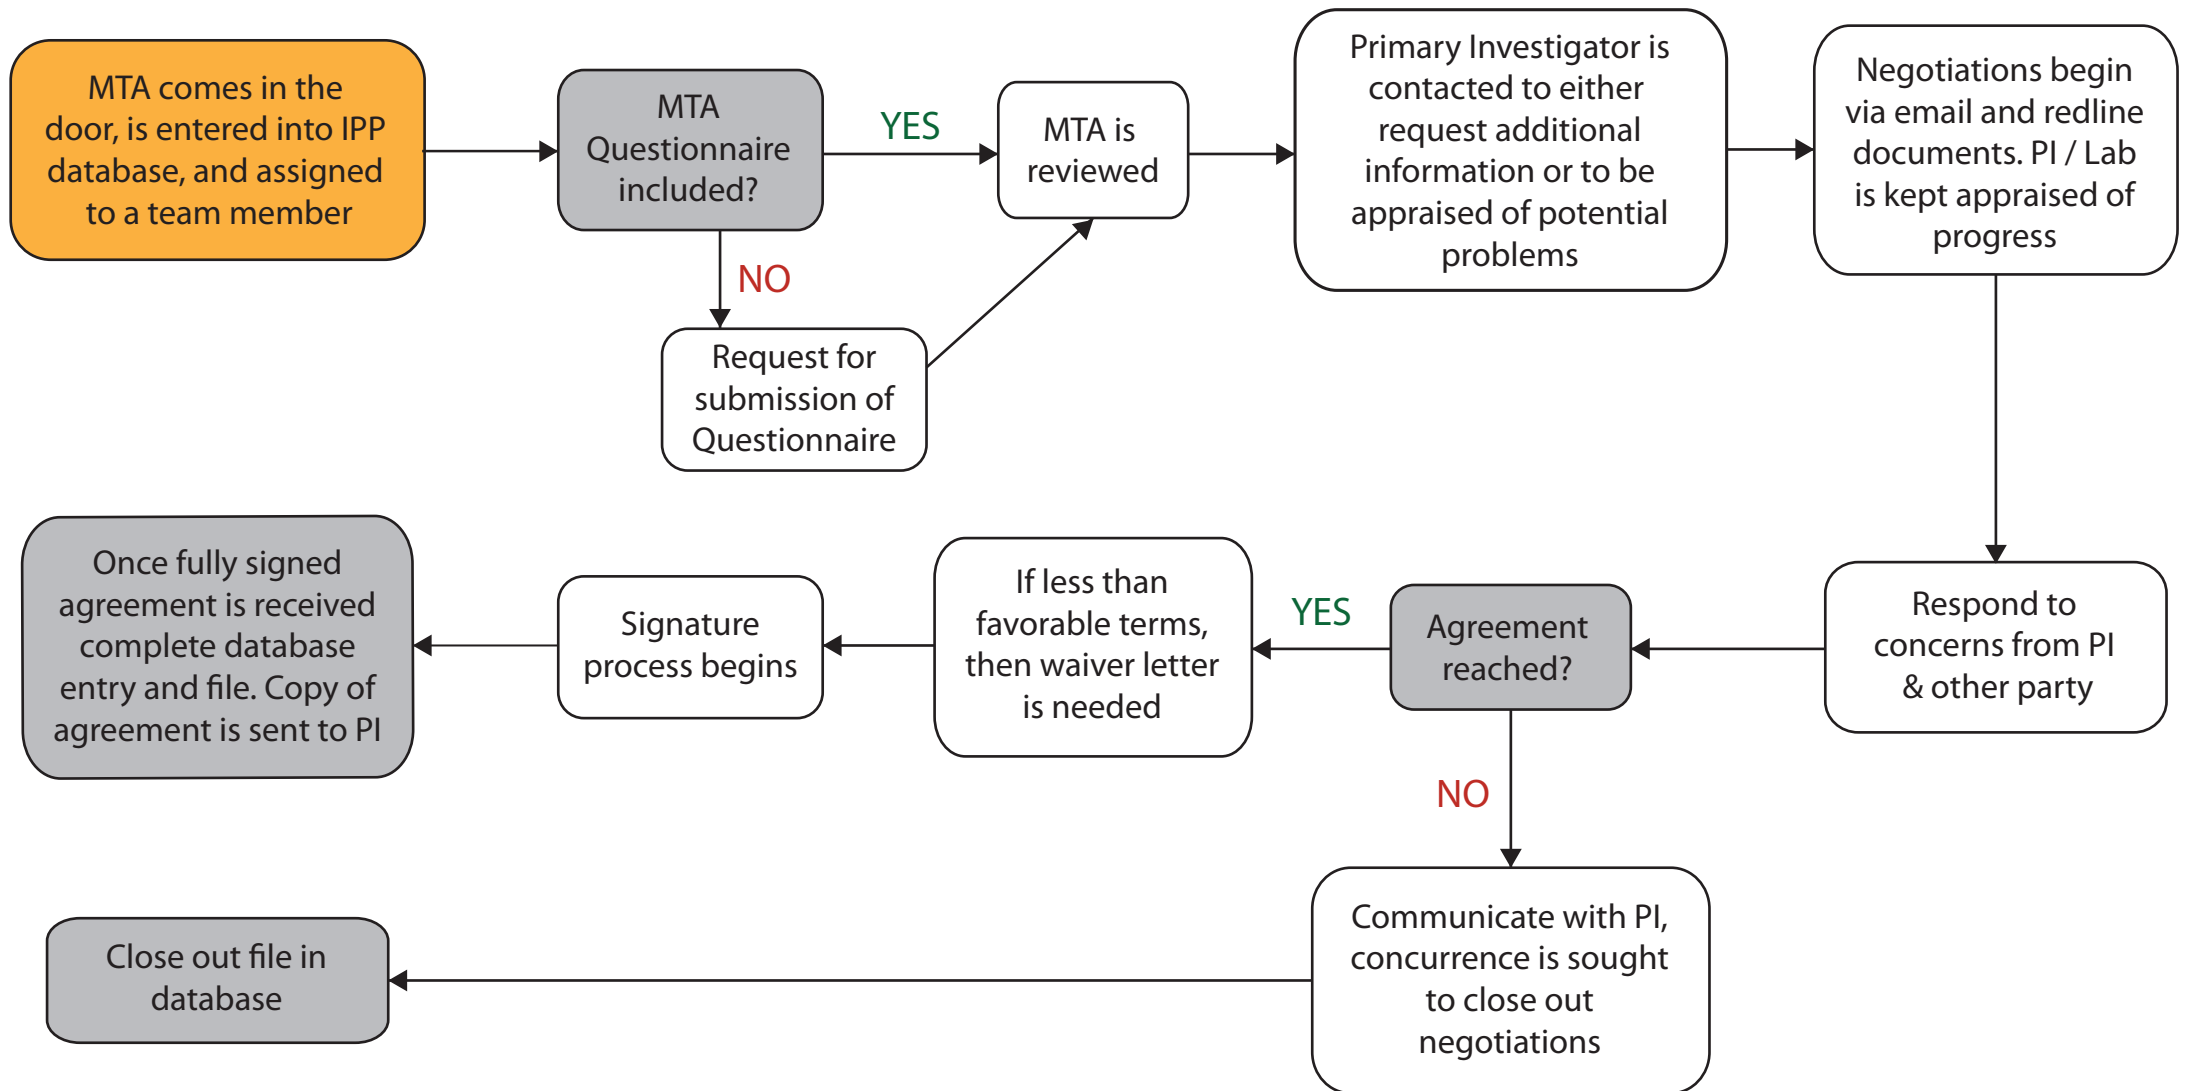 MTA comes in the
door, is entered into IPP
database, and assigned
to a team member
MTA
Questionnaire
included?
YES
NO
Request for
submission of
Questionnaire
MTA is
reviewed
Primary Investigator is
contacted to either
request additional
information or to be
appraised of potential
problems
Negotiations begin
via email and redline
documents. PI / Lab
is kept appraised of
progress
Respond to
concerns from PI
& other party
Agreement
reached?
YES
If less than
favorable terms,
then waiver letter
is needed
Signature
process begins
Once fully signed
agreement is received
complete database
entry and file. Copy of
agreement is sent to PI
NO
Communicate with PI,
concurrence is sought
to close out
negotiations
Close out file in
database